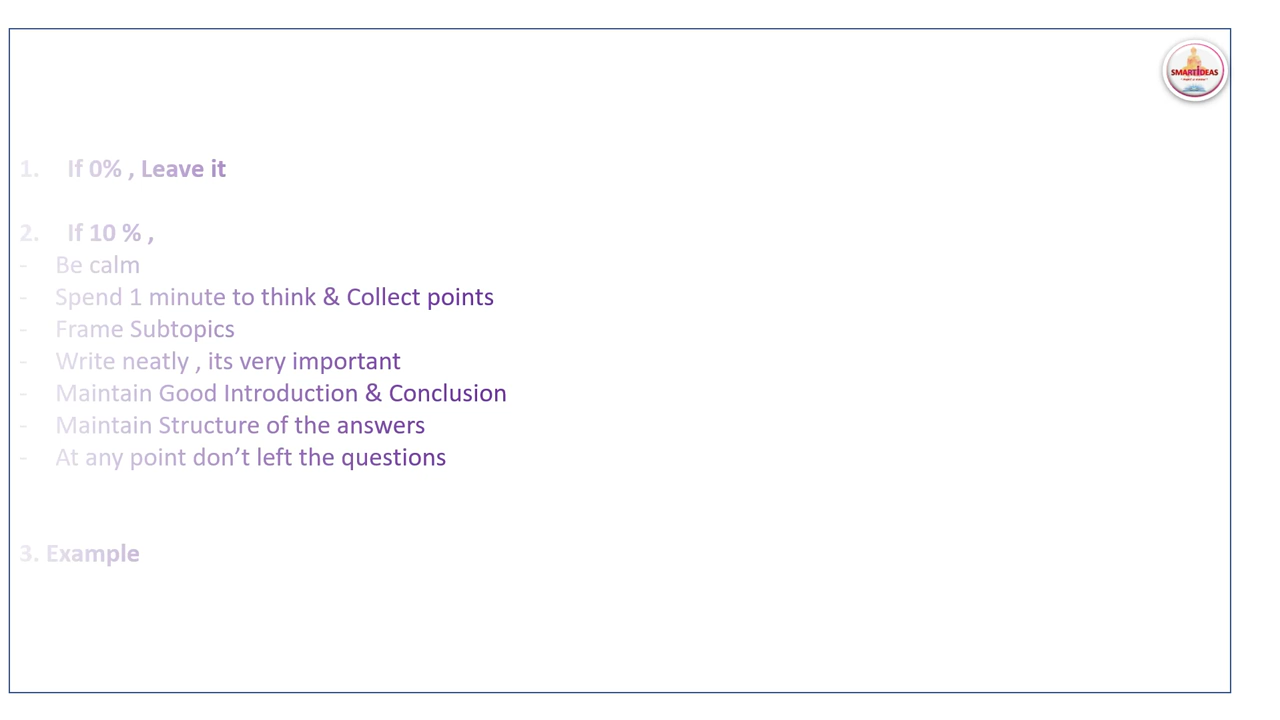 SMARTIDEAS
1. If 0% , Leave it
2. If 10 % ,
- Be calm
- Spend 1 minute to think & Collect points
- Frame Subtopics
- Write neatly , its very important
- Maintain Good Introduction & Conclusion
- Maintain Structure of the answers
- At any point don’t left the questions
3. Example